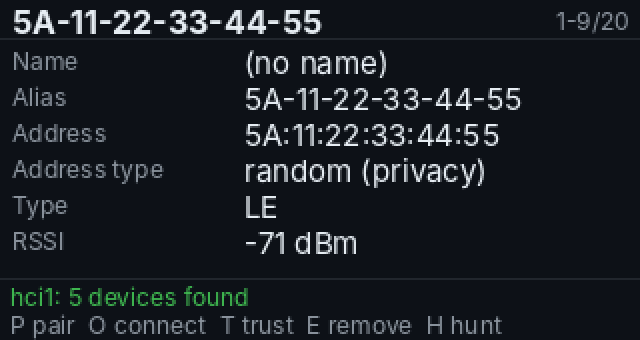 5A-11-22-33-44-55 1-9/20
Name (no name)
Alias 5A-11-22-33-44-55
Address 5A:11:22:33:44:55
Address type random (privacy)
Type LE
RSSI -71 dBm
hci1: 5 devices found
P pair O connect T trust E remove H hunt